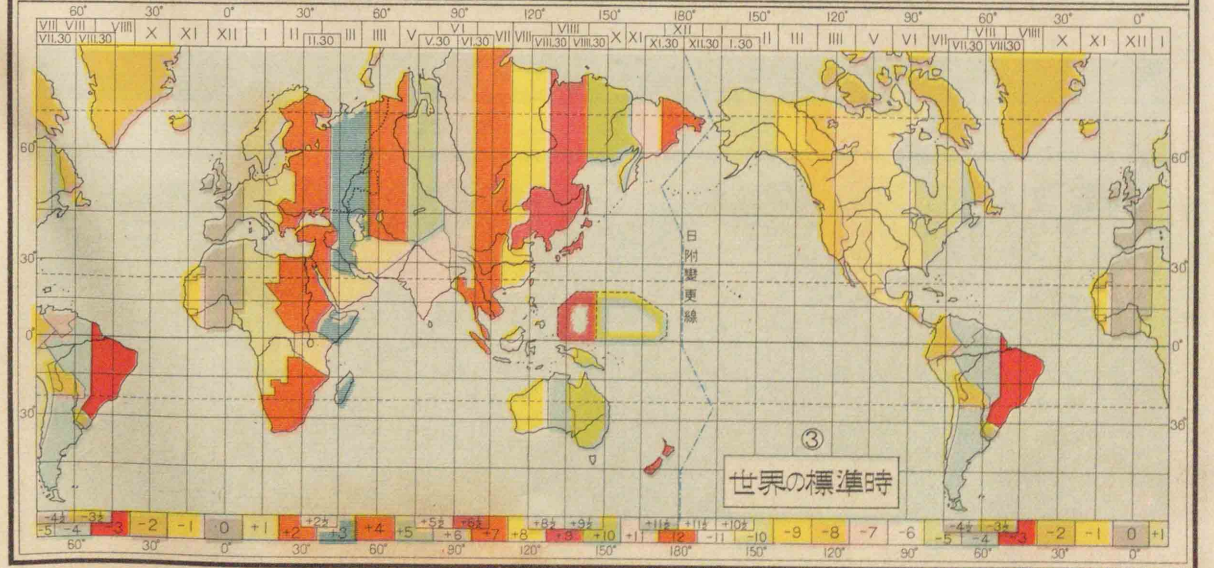 60° 30° 0° 30° 60° 90° 120° 150° 180° 150° 120° 90° 60° 30° 0°
VII VIII VIIII X XI XII I II III IIII V VI VII VIII VIIII X XI XII I II III IIII V VI VII VIII VIIII X XI XII I
VII.30 VIII.30 II.30 V.30 VI.30 VIII.30 VIIII.30 XI.30 XII.30 I.30 VII.30 VIII.30
60° 60°
30° 30°
0° 0°
30° 30°
日附變更線
③
世界の標準時
-4½ -3½ +2½ +5½ +6½ +8½ +9½ +11½ -11½ -10½ -4½ -3½
-5 -4 -3 -2 -1 0 +1 +2 +3 +4 +5 +6 +7 +8 +9 +10 +11 12 -11 -10 -9 -8 -7 -6 -5 -4 -3 -2 -1 0 +1
60° 30° 0° 30° 60° 90° 120° 150° 180° 150° 120° 90° 60° 30° 0°